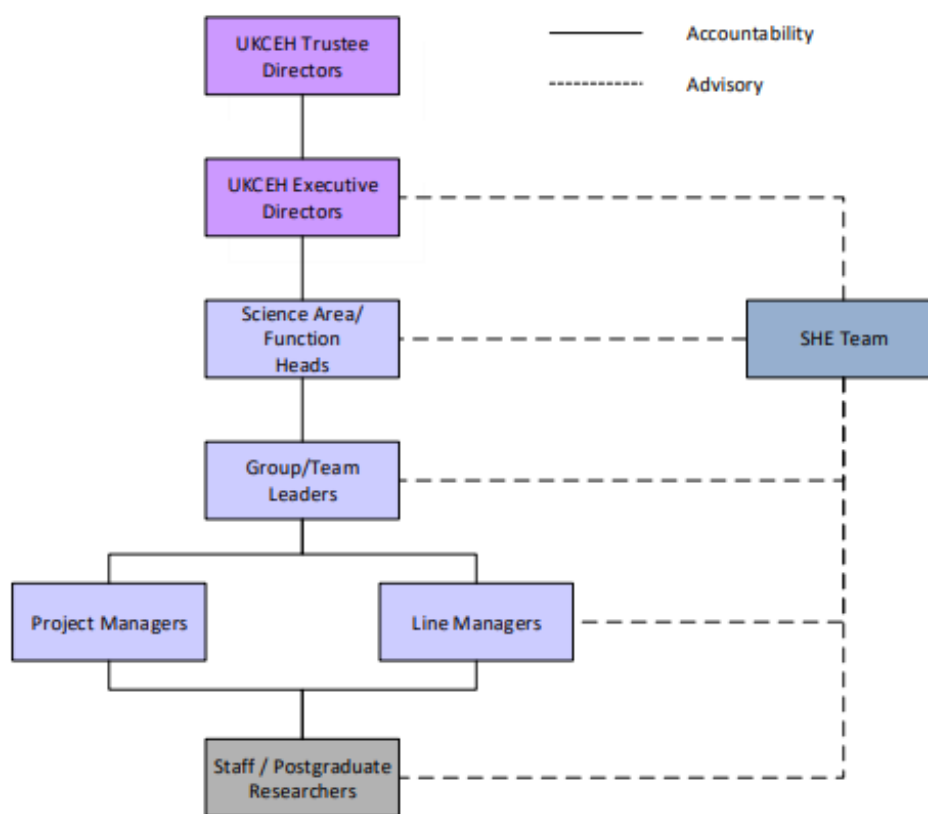 UKCEH Trustee
Directors
Accountability
Advisory
UKCEH Executive
Directors
Science Area/
Function
Heads
SHE Team
Group/Team
Leaders
Project Managers
Line Managers
Staff / Postgraduate
Researchers